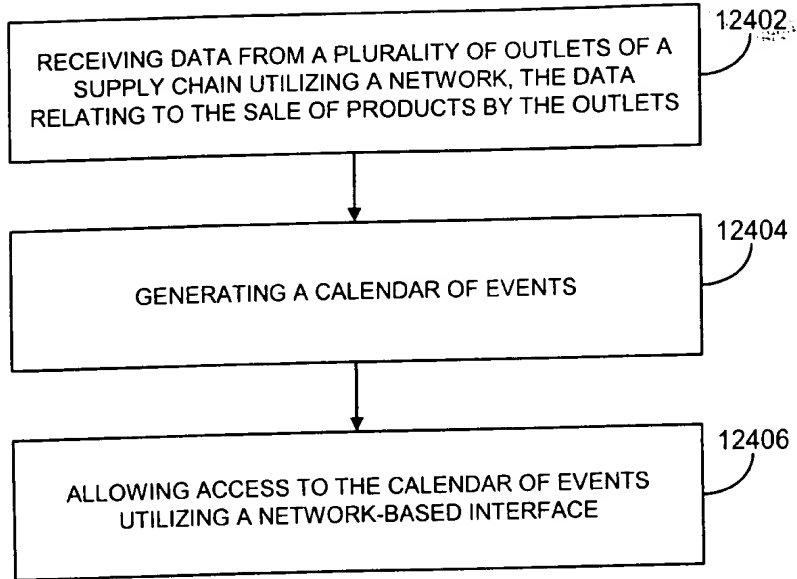 12402
RECEIVING DATA FROM A PLURALITY OF OUTLETS OF A
SUPPLY CHAIN UTILIZING A NETWORK, THE DATA
RELATING TO THE SALE OF PRODUCTS BY THE OUTLETS
12404
GENERATING A CALENDAR OF EVENTS
12406
ALLOWING ACCESS TO THE CALENDAR OF EVENTS
UTILIZING A NETWORK-BASED INTERFACE